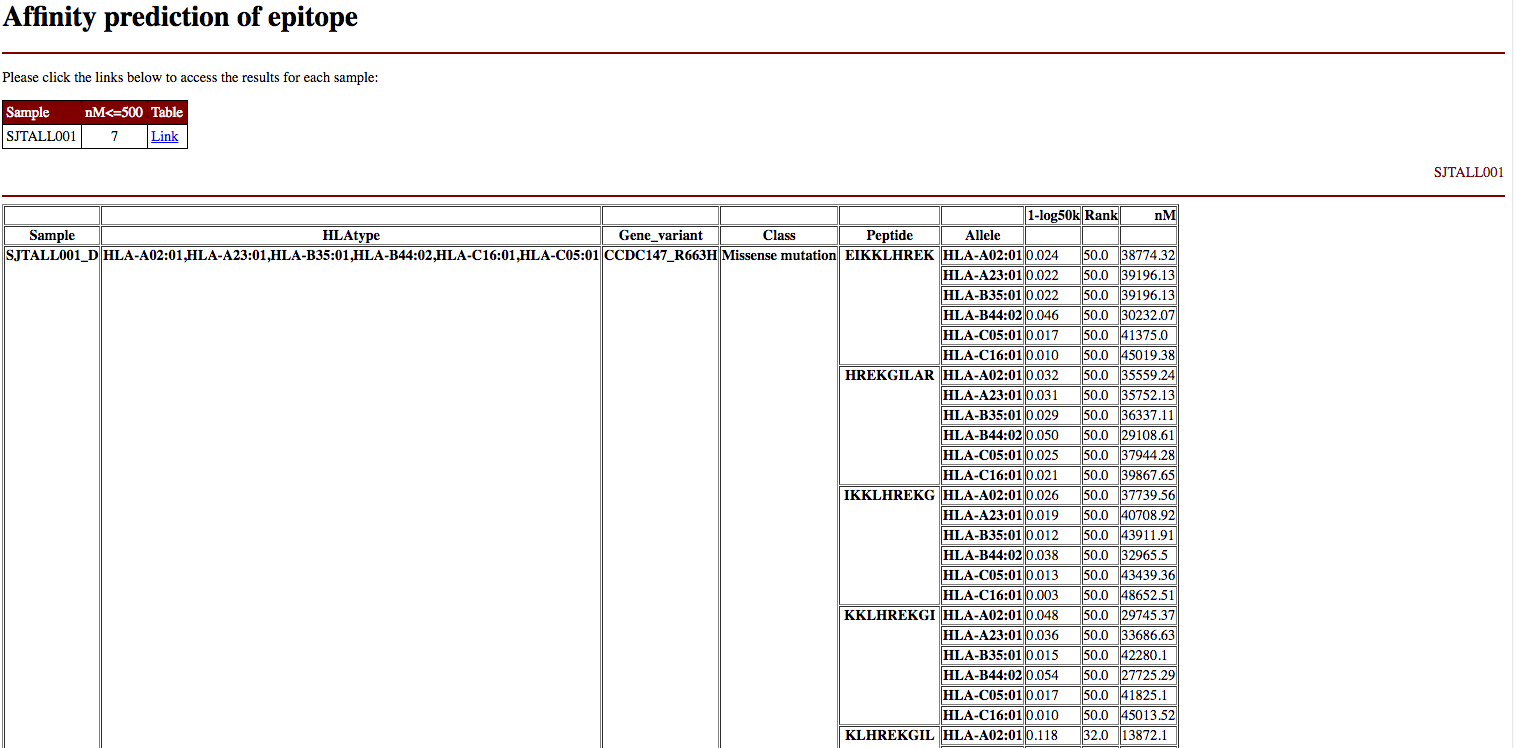 Affinity prediction of epitope
Please click the links below to access the results for each sample:
Sample nM<=500 Table
SJTALL001 7 Link
SJTALL001
1-log50k Rank nM
Sample HLAtype Gene_variant Class Peptide Allele
SJTALL001_D HLA-A02:01,HLA-A23:01,HLA-B35:01,HLA-B44:02,HLA-C16:01,HLA-C05:01 CCDC147_R663H Missense mutation EIKKLHREK HLA-A02:01 0.024 50.0 38774.32
HLA-A23:01 0.022 50.0 39196.13
HLA-B35:01 0.022 50.0 39196.13
HLA-B44:02 0.046 50.0 30232.07
HLA-C05:01 0.017 50.0 41375.0
HLA-C16:01 0.010 50.0 45019.38
HREKGILAR HLA-A02:01 0.032 50.0 35559.24
HLA-A23:01 0.031 50.0 35752.13
HLA-B35:01 0.029 50.0 36337.11
HLA-B44:02 0.050 50.0 29108.61
HLA-C05:01 0.025 50.0 37944.28
HLA-C16:01 0.021 50.0 39867.65
IKKLHREKG HLA-A02:01 0.026 50.0 37739.56
HLA-A23:01 0.019 50.0 40708.92
HLA-B35:01 0.012 50.0 43911.91
HLA-B44:02 0.038 50.0 32965.5
HLA-C05:01 0.013 50.0 43439.36
HLA-C16:01 0.003 50.0 48652.51
KKLHREKGI HLA-A02:01 0.048 50.0 29745.37
HLA-A23:01 0.036 50.0 33686.63
HLA-B35:01 0.015 50.0 42280.1
HLA-B44:02 0.054 50.0 27725.29
HLA-C05:01 0.017 50.0 41825.1
HLA-C16:01 0.010 50.0 45013.52
KLHREKGIL HLA-A02:01 0.118 32.0 13872.1